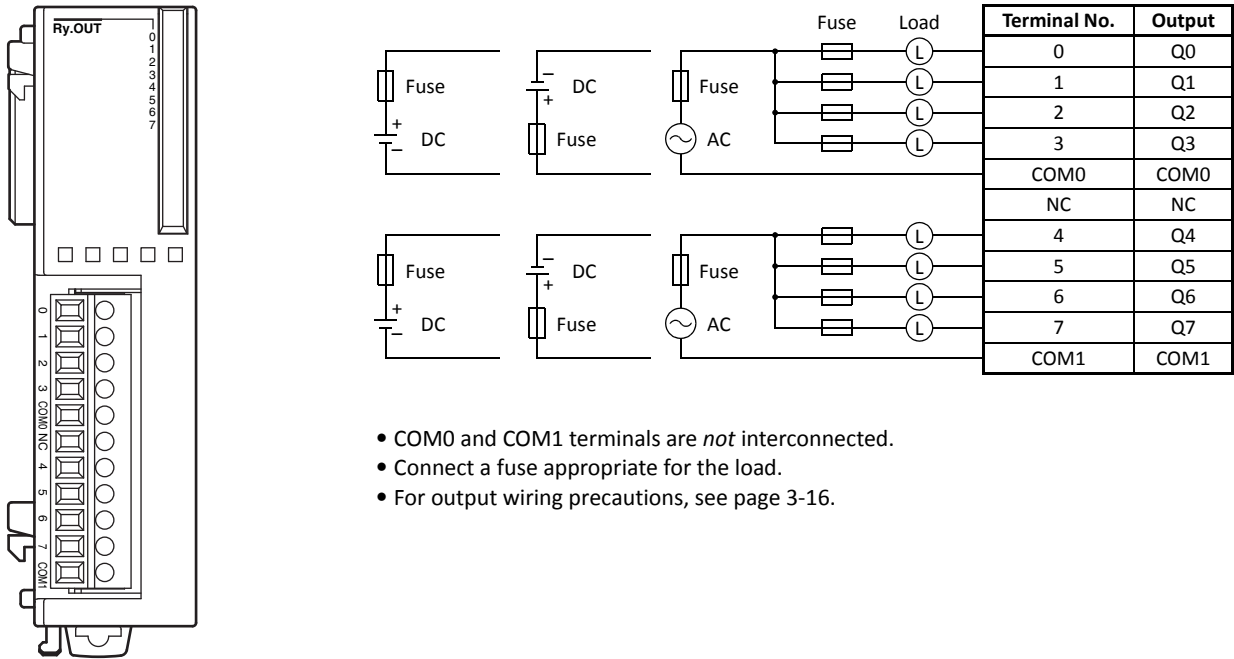 Ry.OUT
0
1
2
3
4
5
6
7
0
1
2
3
COM0
NC
4
5
6
7
COM1
Fuse
DC
+
−
DC
−
+
Fuse
Fuse
AC
Fuse Load
L
L
L
L
Fuse
DC
+
−
DC
−
+
Fuse
Fuse
AC
L
L
L
L
Terminal No. Output
0 Q0
1 Q1
2 Q2
3 Q3
COM0 COM0
NC NC
4 Q4
5 Q5
6 Q6
7 Q7
COM1 COM1
• COM0 and COM1 terminals are not interconnected.
• Connect a fuse appropriate for the load.
• For output wiring precautions, see page 3-16.